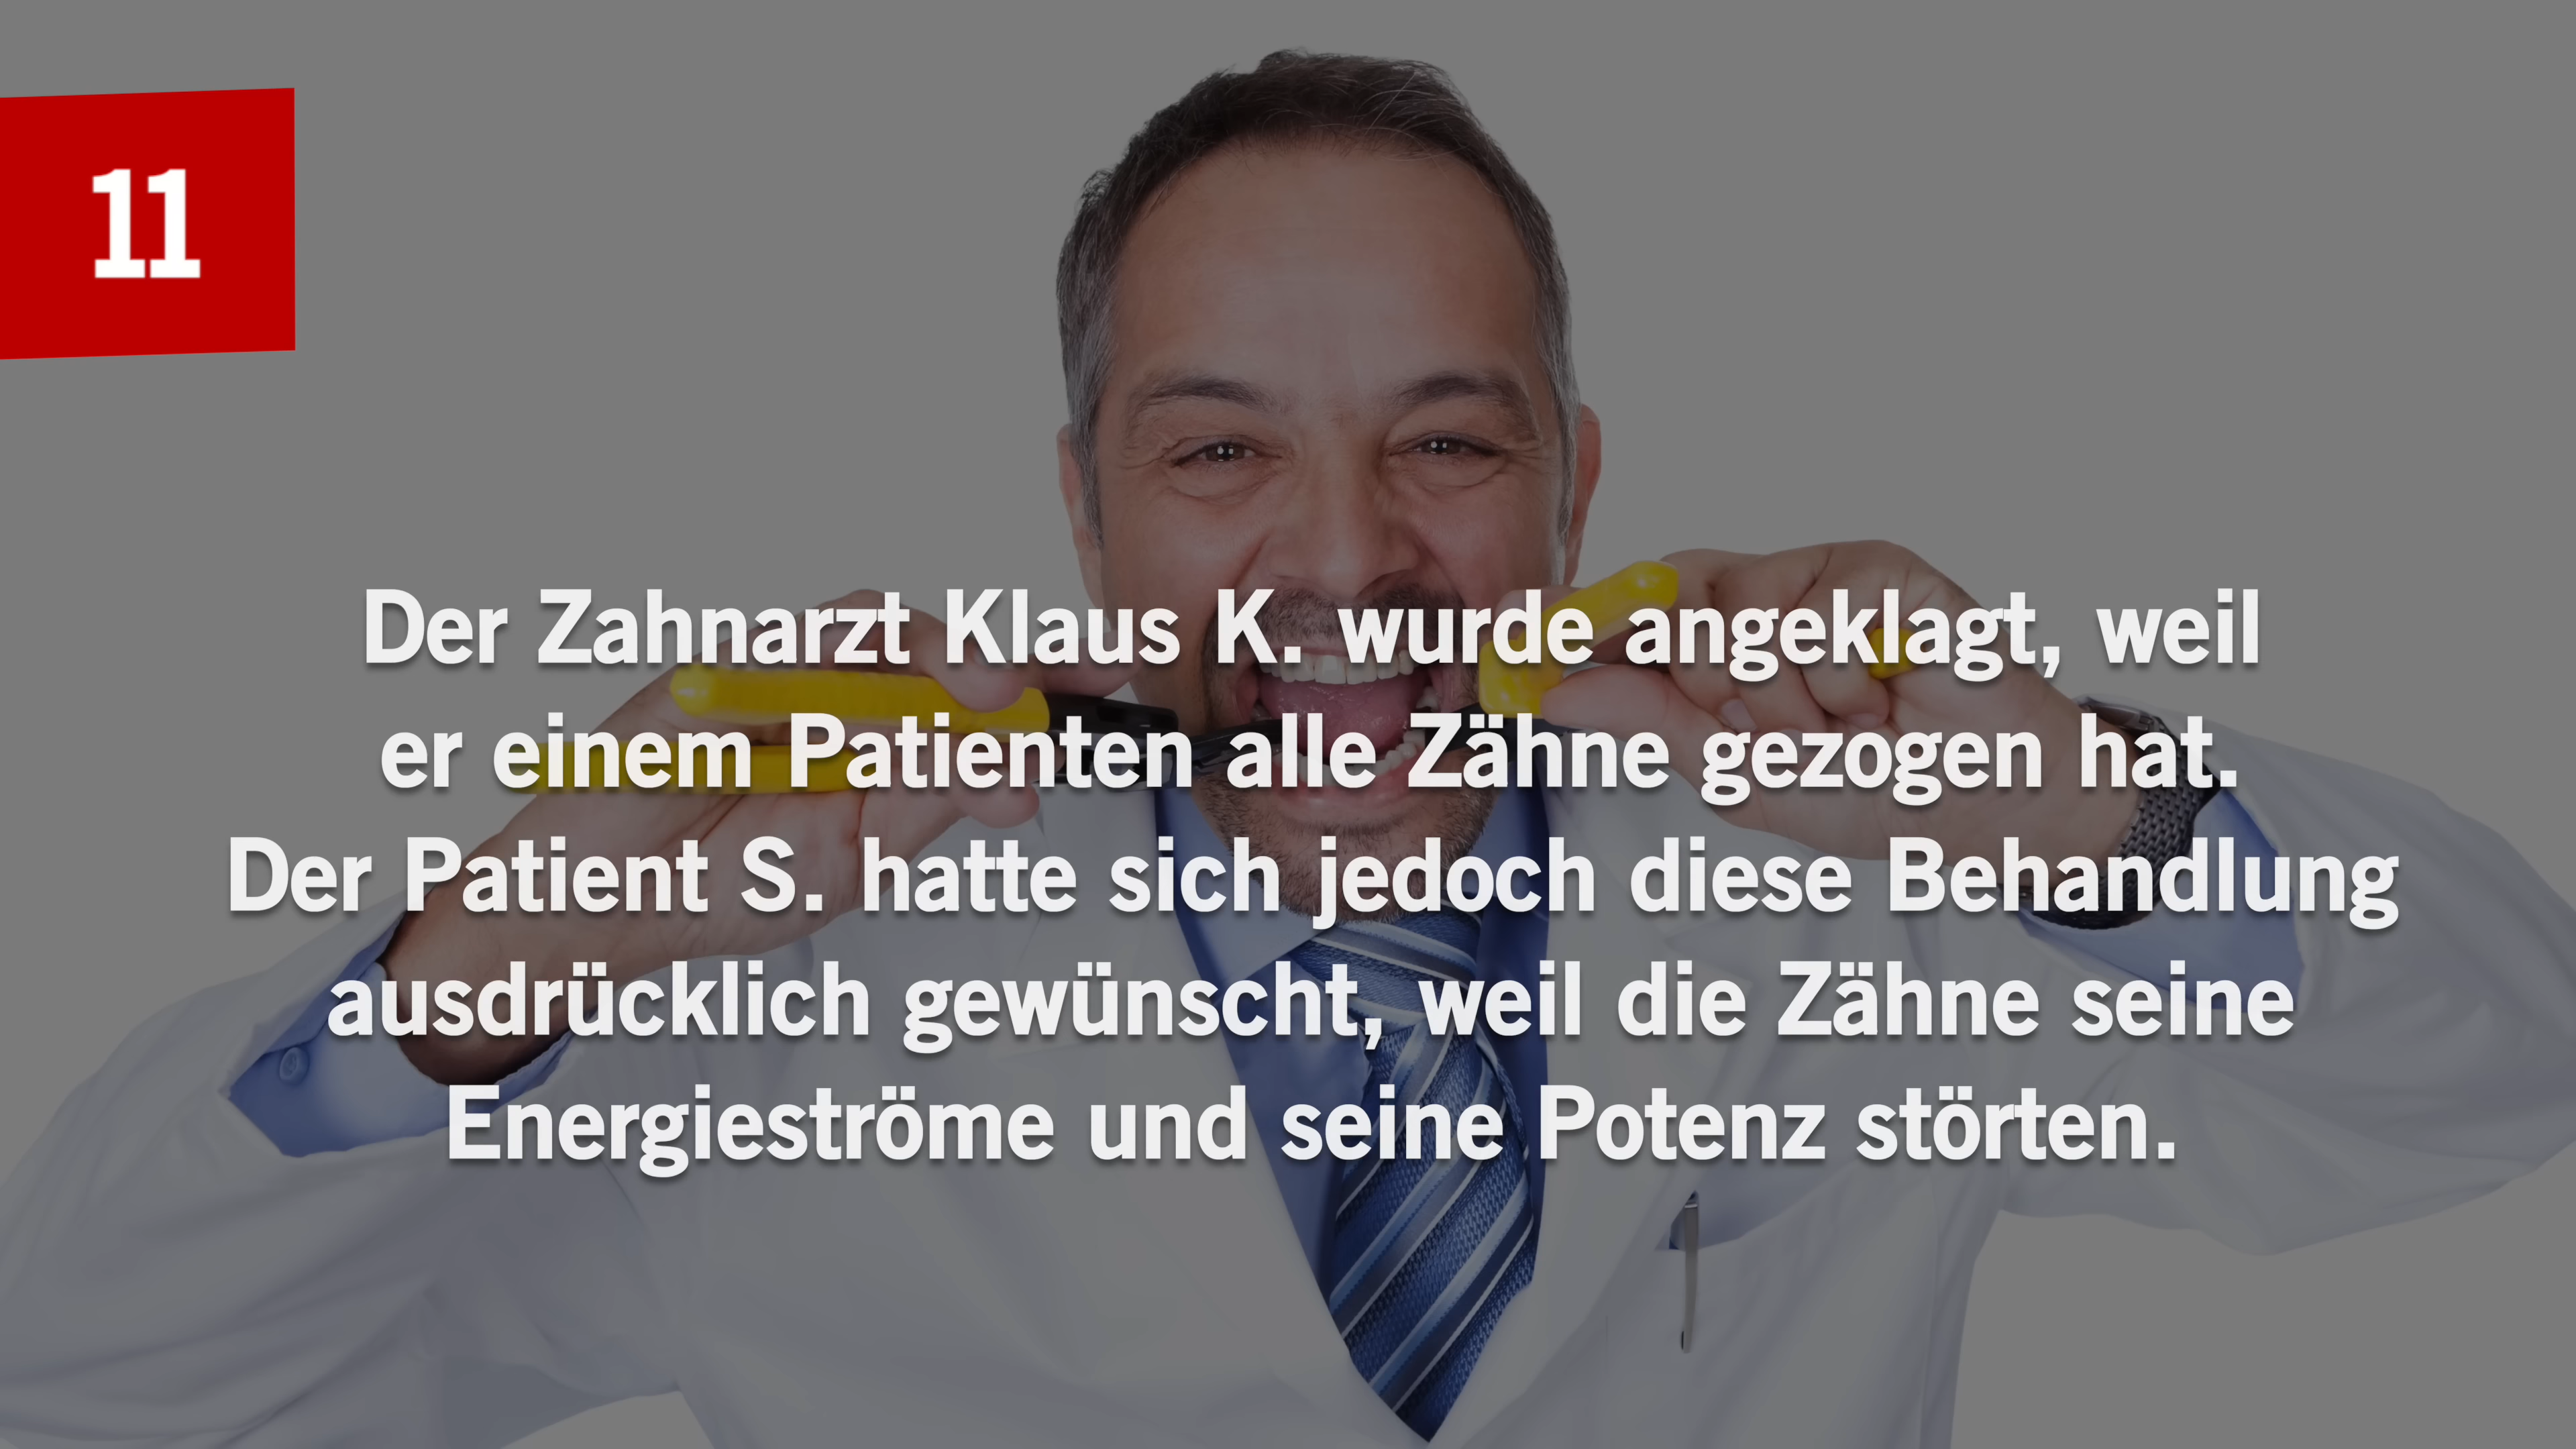 11
Der Zahnarzt Klaus K. wurde angeklagt, weil
er einem Patienten alle Zähne gezogen hat.
Der Patient S. hatte sich jedoch diese Behandlung
ausdrücklich gewünscht, weil die Zähne seine
Energieströme und seine Potenz störten.